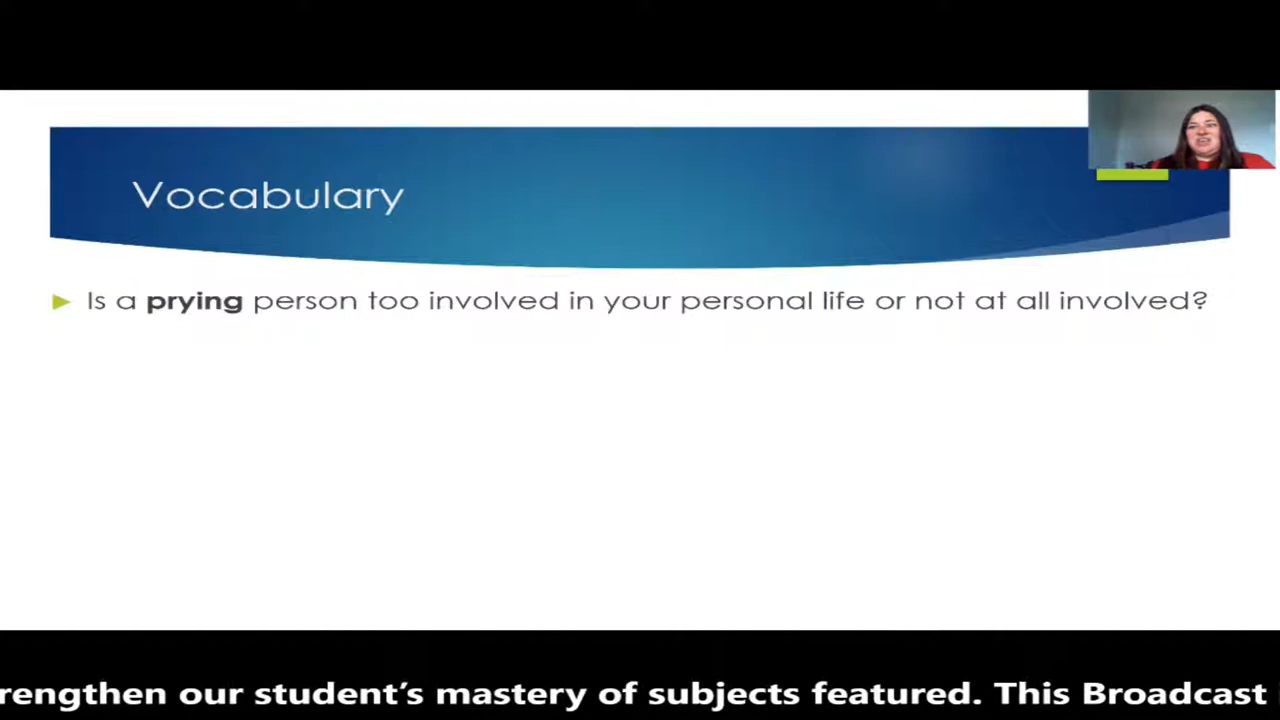 Vocabulary
Is a prying person too involved in your personal life or not at all involved?
rengthen our student’s mastery of subjects featured. This Broadcast